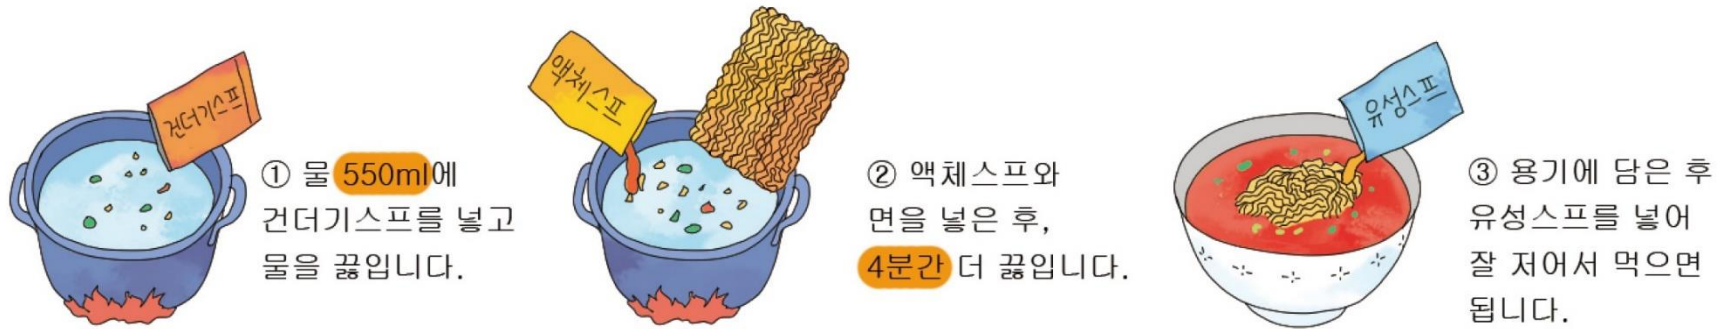 건더기스프
① 물 550ml에
건더기스프를 넣고
물을 끓입니다.
액체스프
② 액체스프와
면을 넣은 후,
4분간 더 끓입니다.
유성스프
③ 용기에 담은 후
유성스프를 넣어
잘 저어서 먹으면
됩니다.